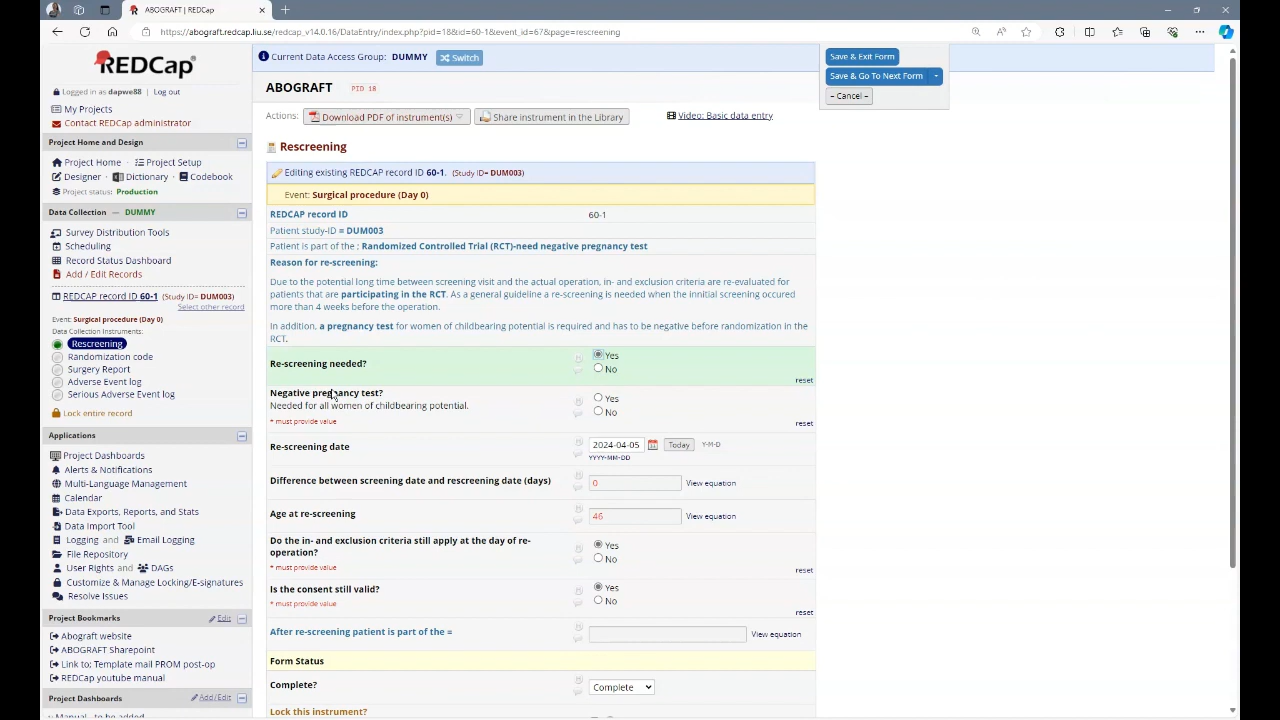 ABOGRAFT | REDCap
https://abograft.redcap.liu.se/redcap_v14.0.16/DataEntry/index.php?pid=18&id=60-1&event_id=67&page=rescreening
REDCap
Logged in as dapwe88 | Log out
My Projects
Contact REDCap administrator
Project Home and Design
Project Home · Project Setup
Designer · Dictionary · Codebook
Project status: Production
Data Collection — DUMMY
Survey Distribution Tools
Scheduling
Record Status Dashboard
Add / Edit Records
REDCAP record ID 60-1 (Study ID= DUM003)
Select other record
Event: Surgical procedure (Day 0)
Data Collection Instruments:
Rescreening
Randomization code
Surgery Report
Adverse Event log
Serious Adverse Event log
Lock entire record
Applications
Project Dashboards
Alerts & Notifications
Multi-Language Management
Calendar
Data Exports, Reports, and Stats
Data Import Tool
Logging and Email Logging
File Repository
User Rights and DAGs
Customize & Manage Locking/E-signatures
Resolve Issues
Project Bookmarks Edit
Abograft website
ABOGRAFT Sharepoint
Link to: Template mail PROM post-op
REDCap youtube manual
Project Dashboards Add/Edit
Manual - to be added
Current Data Access Group: DUMMY Switch
ABOGRAFT PID 18
Actions: Download PDF of instrument(s) Share instrument in the Library Video: Basic data entry
Rescreening
Editing existing REDCAP record ID 60-1. (Study ID= DUM003)
Event: Surgical procedure (Day 0)
REDCAP record ID 60-1
Patient study-ID = DUM003
Patient is part of the : Randomized Controlled Trial (RCT)-need negative pregnancy test
Reason for re-screening:
Due to the potential long time between screening visit and the actual operation, in- and exclusion criteria are re-evaluated for
patients that are participating in the RCT. As a general guideline a re-screening is needed when the innitial screening occured
more than 4 weeks before the operation.
In addition, a pregnancy test for women of childbearing potential is required and has to be negative before randomization in the
RCT.
Re-screening needed?
Yes
No
reset
Negative pregnancy test?
Needed for all women of childbearing potential.
* must provide value
Yes
No
reset
Re-screening date
2024-04-05 Today Y-M-D
YYYY-MM-DD
Difference between screening date and rescreening date (days) 0 View equation
Age at re-screening 46 View equation
Do the in- and exclusion criteria still apply at the day of re-
operation?
* must provide value
Yes
No
reset
Is the consent still valid?
* must provide value
Yes
No
reset
After re-screening patient is part of the = View equation
Form Status
Complete? Complete
Lock this instrument?
Save & Exit Form
Save & Go To Next Form
– Cancel –